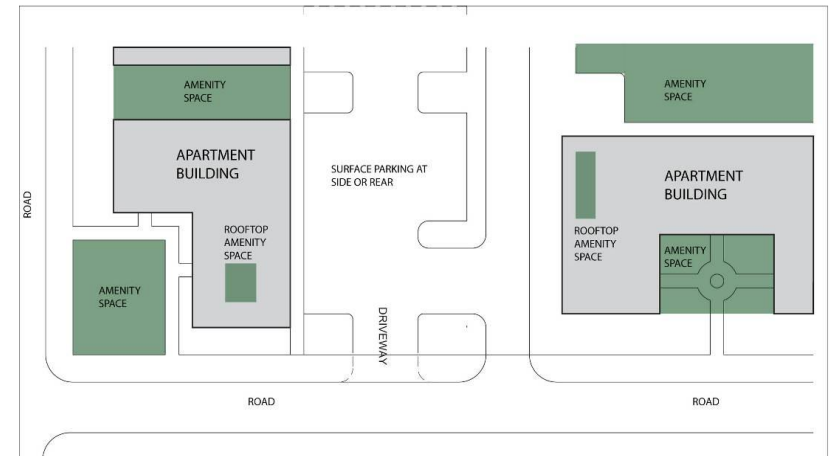 AMENITY
SPACE
APARTMENT
BUILDING
ROOFTOP
AMENITY
SPACE
AMENITY
SPACE
ROAD
SURFACE PARKING AT
SIDE OR REAR
DRIVEWAY
ROAD
AMENITY
SPACE
APARTMENT
BUILDING
ROOFTOP
AMENITY
SPACE
AMENITY
SPACE
ROAD